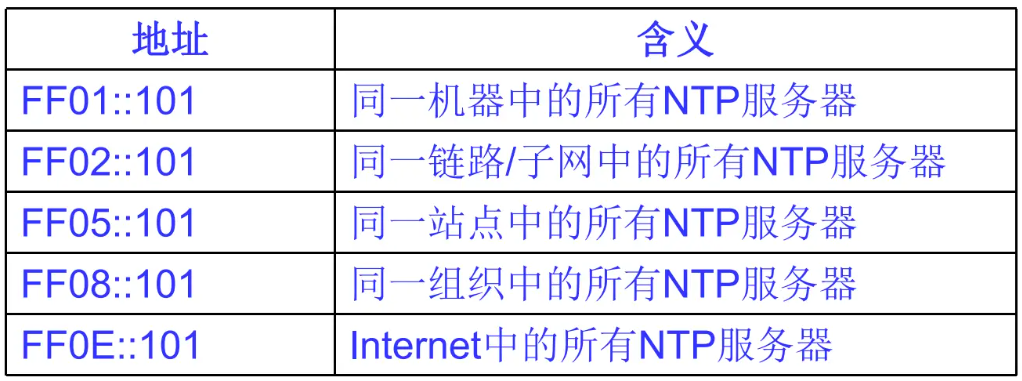 地址 含义
FF01::101 同一机器中的所有NTP服务器
FF02::101 同一链路/子网中的所有NTP服务器
FF05::101 同一站点中的所有NTP服务器
FF08::101 同一组织中的所有NTP服务器
FF0E::101 Internet中的所有NTP服务器